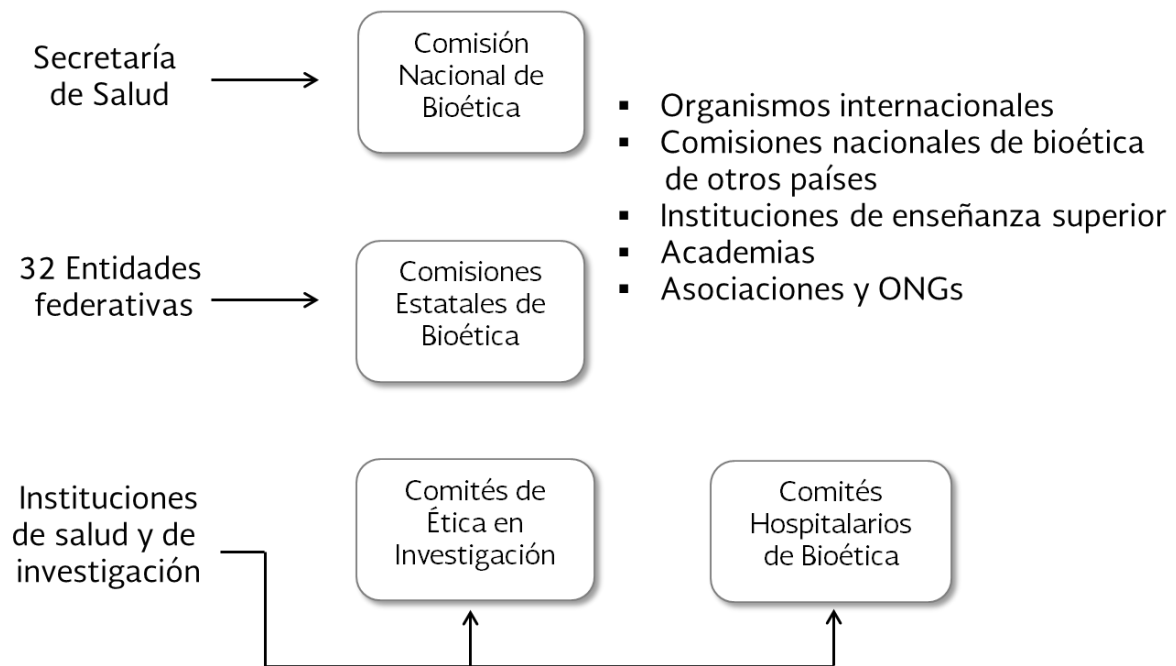 Secretaría
de Salud
Comisión
Nacional de
Bioética
▪ Organismos internacionales
▪ Comisiones nacionales de bioética
de otros países
▪ Instituciones de enseñanza superior
▪ Academias
▪ Asociaciones y ONGs
32 Entidades
federativas
Comisiones
Estatales de
Bioética
Instituciones
de salud y de
investigación
Comités de
Ética en
Investigación
Comités
Hospitalarios
de Bioética